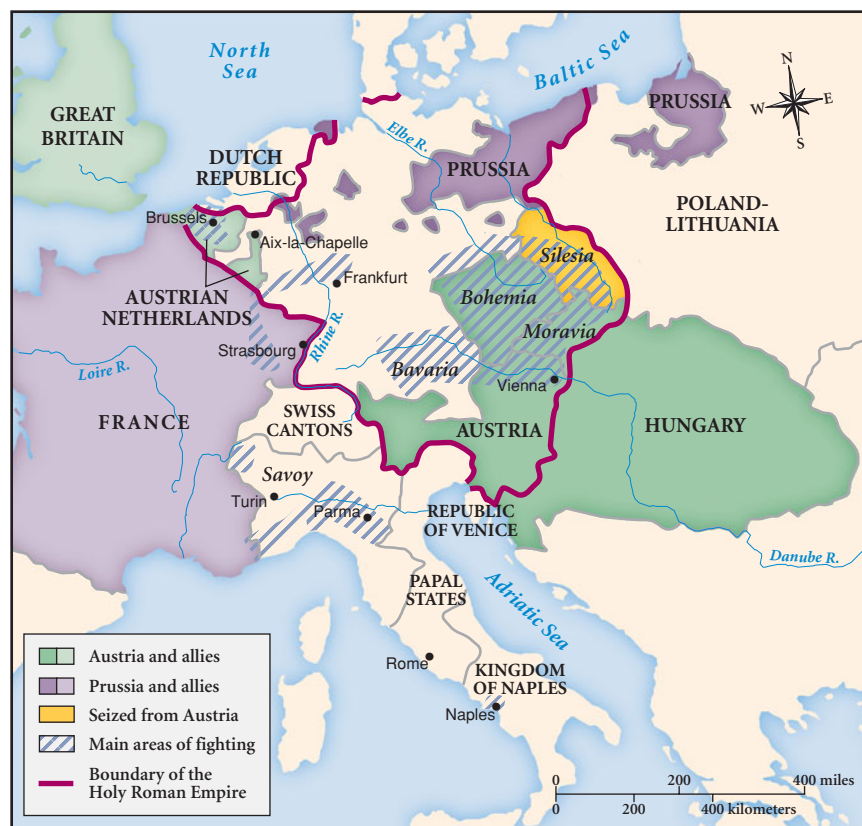 North
Sea
Baltic Sea
N
W
E
S
GREAT
BRITAIN
PRUSSIA
Elbe R.
DUTCH
REPUBLIC
PRUSSIA
POLAND-
LITHUANIA
Brussels
Aix-la-Chapelle
Silesia
Frankfurt
AUSTRIAN
NETHERLANDS
Bohemia
Moravia
Strasbourg
Rhine R.
Loire R.
Bavaria
Vienna
FRANCE
SWISS
CANTONS
AUSTRIA
HUNGARY
Savoy
Turin
Parma
REPUBLIC
OF VENICE
Danube R.
Adriatic Sea
PAPAL
STATES
Rome
KINGDOM
OF NAPLES
Naples
Austria and allies
Prussia and allies
Seized from Austria
Main areas of fighting
Boundary of the
Holy Roman Empire
0 200 400 miles
0 200 400 kilometers